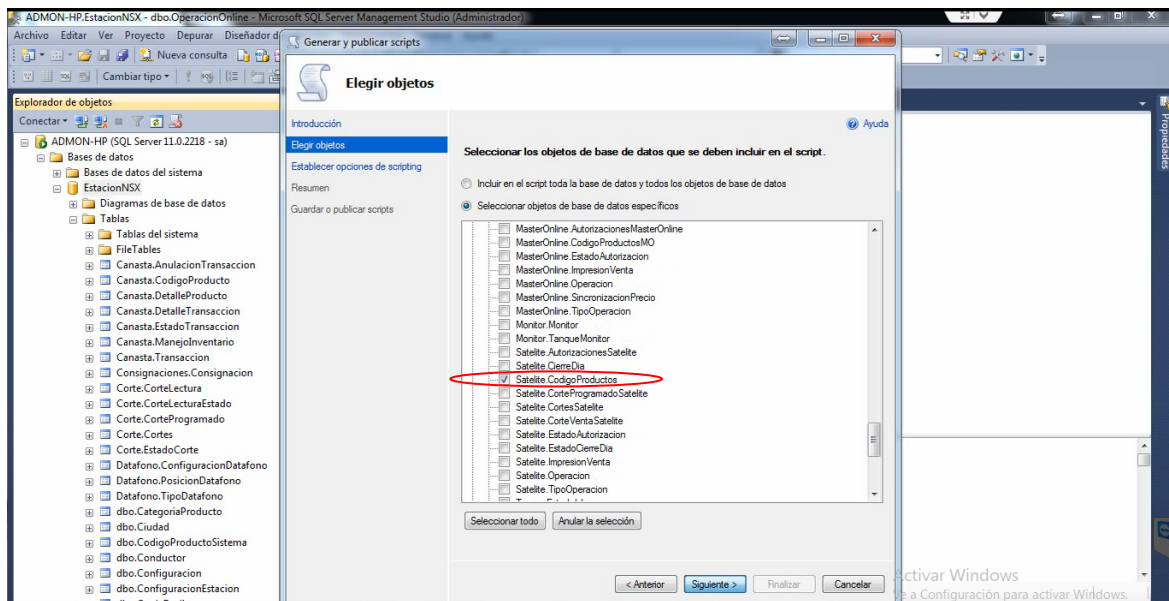 ADMON-HP.EstacionNSX - dbo.OperacionOnline - Microsoft SQL Server Management Studio (Administrador)
Archivo Editar Ver Proyecto Depurar Diseñador d
Nueva consulta
Cambiar tipo
Explorador de objetos
Conectar
ADMON-HP (SQL Server 11.0.2218 - sa)
Bases de datos
Bases de datos del sistema
EstacionNSX
Diagramas de base de datos
Tablas
Tablas del sistema
FileTables
Canasta.AnulacionTransaccion
Canasta.CodigoProducto
Canasta.DetalleProducto
Canasta.DetalleTransaccion
Canasta.EstadoTransaccion
Canasta.ManejoInventario
Canasta.Transaccion
Consignaciones.Consignacion
Corte.CorteLectura
Corte.CorteLecturaEstado
Corte.CorteProgramado
Corte.Cortes
Corte.EstadoCorte
Datafono.ConfiguracionDatafono
Datafono.PosicionDatafono
Datafono.TipoDatafono
dbo.CategoriaProducto
dbo.Ciudad
dbo.CodigoProductoSistema
dbo.Conductor
dbo.Configuracion
dbo.ConfiguracionEstacion
Generar y publicar scripts
Elegir objetos
Introducción
Elegir objetos
Establecer opciones de scripting
Resumen
Guardar o publicar scripts
Ayuda
Seleccionar los objetos de base de datos que se deben incluir en el script.
Incluir en el script toda la base de datos y todos los objetos de base de datos
Seleccionar objetos de base de datos específicos
MasterOnline.AutorizacionesMasterOnline
MasterOnline.CodigoProductosMO
MasterOnline.EstadoAutorizacion
MasterOnline.ImpresionVenta
MasterOnline.Operacion
MasterOnline.SincronizacionPrecio
MasterOnline.TipoOperacion
Monitor.Monitor
Monitor.TanqueMonitor
Satelite.AutorizacionesSatelite
Satelite.CierreDia
Satelite.CodigoProductos
Satelite.CorteProgramadoSatelite
Satelite.CortesSatelite
Satelite.CorteVentaSatelite
Satelite.EstadoAutorizacion
Satelite.EstadoCierreDia
Satelite.ImpresionVenta
Satelite.Operacion
Satelite.TipoOperacion
Seleccionar todo Anular la selección
< Anterior Siguiente > Finalizar Cancelar
Propiedades
Activar Windows
Ve a Configuración para activar Windows.